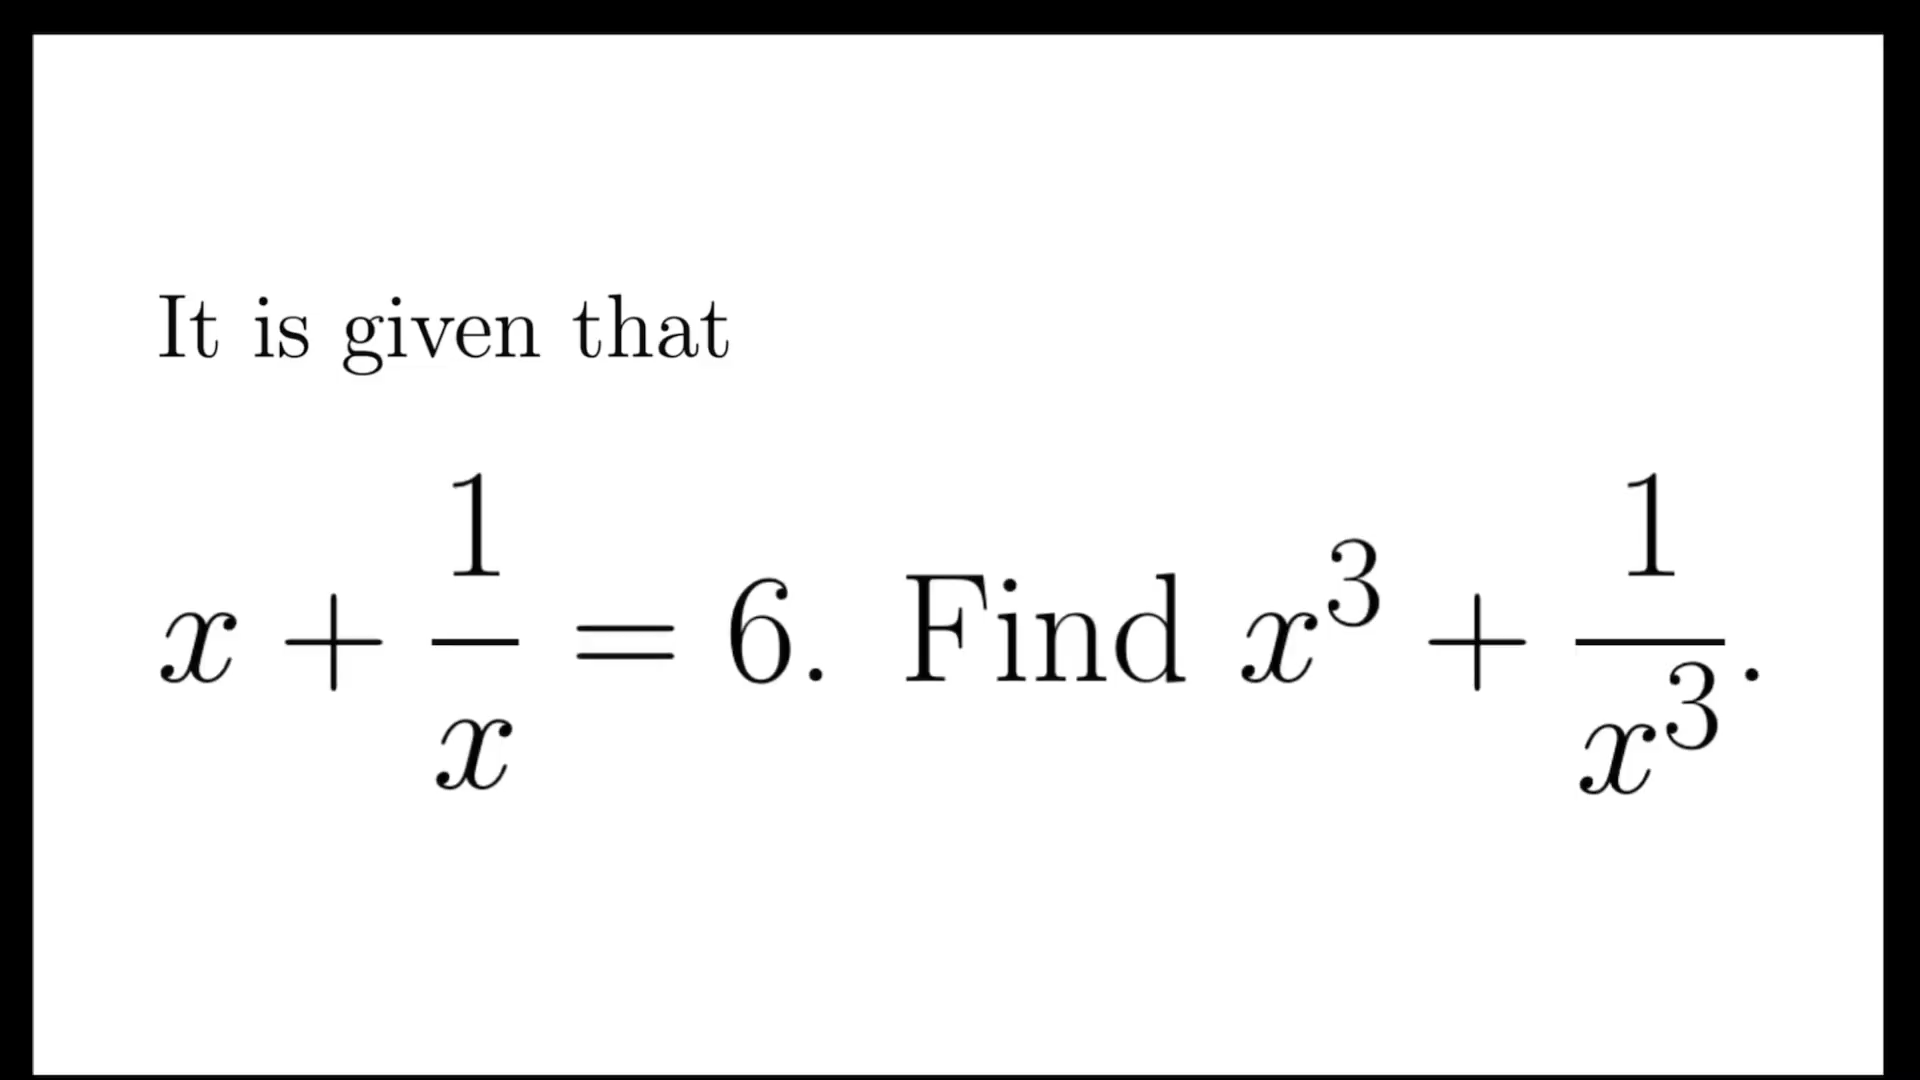 It is given that
x + 1/x = 6. Find x³ + 1/x³.